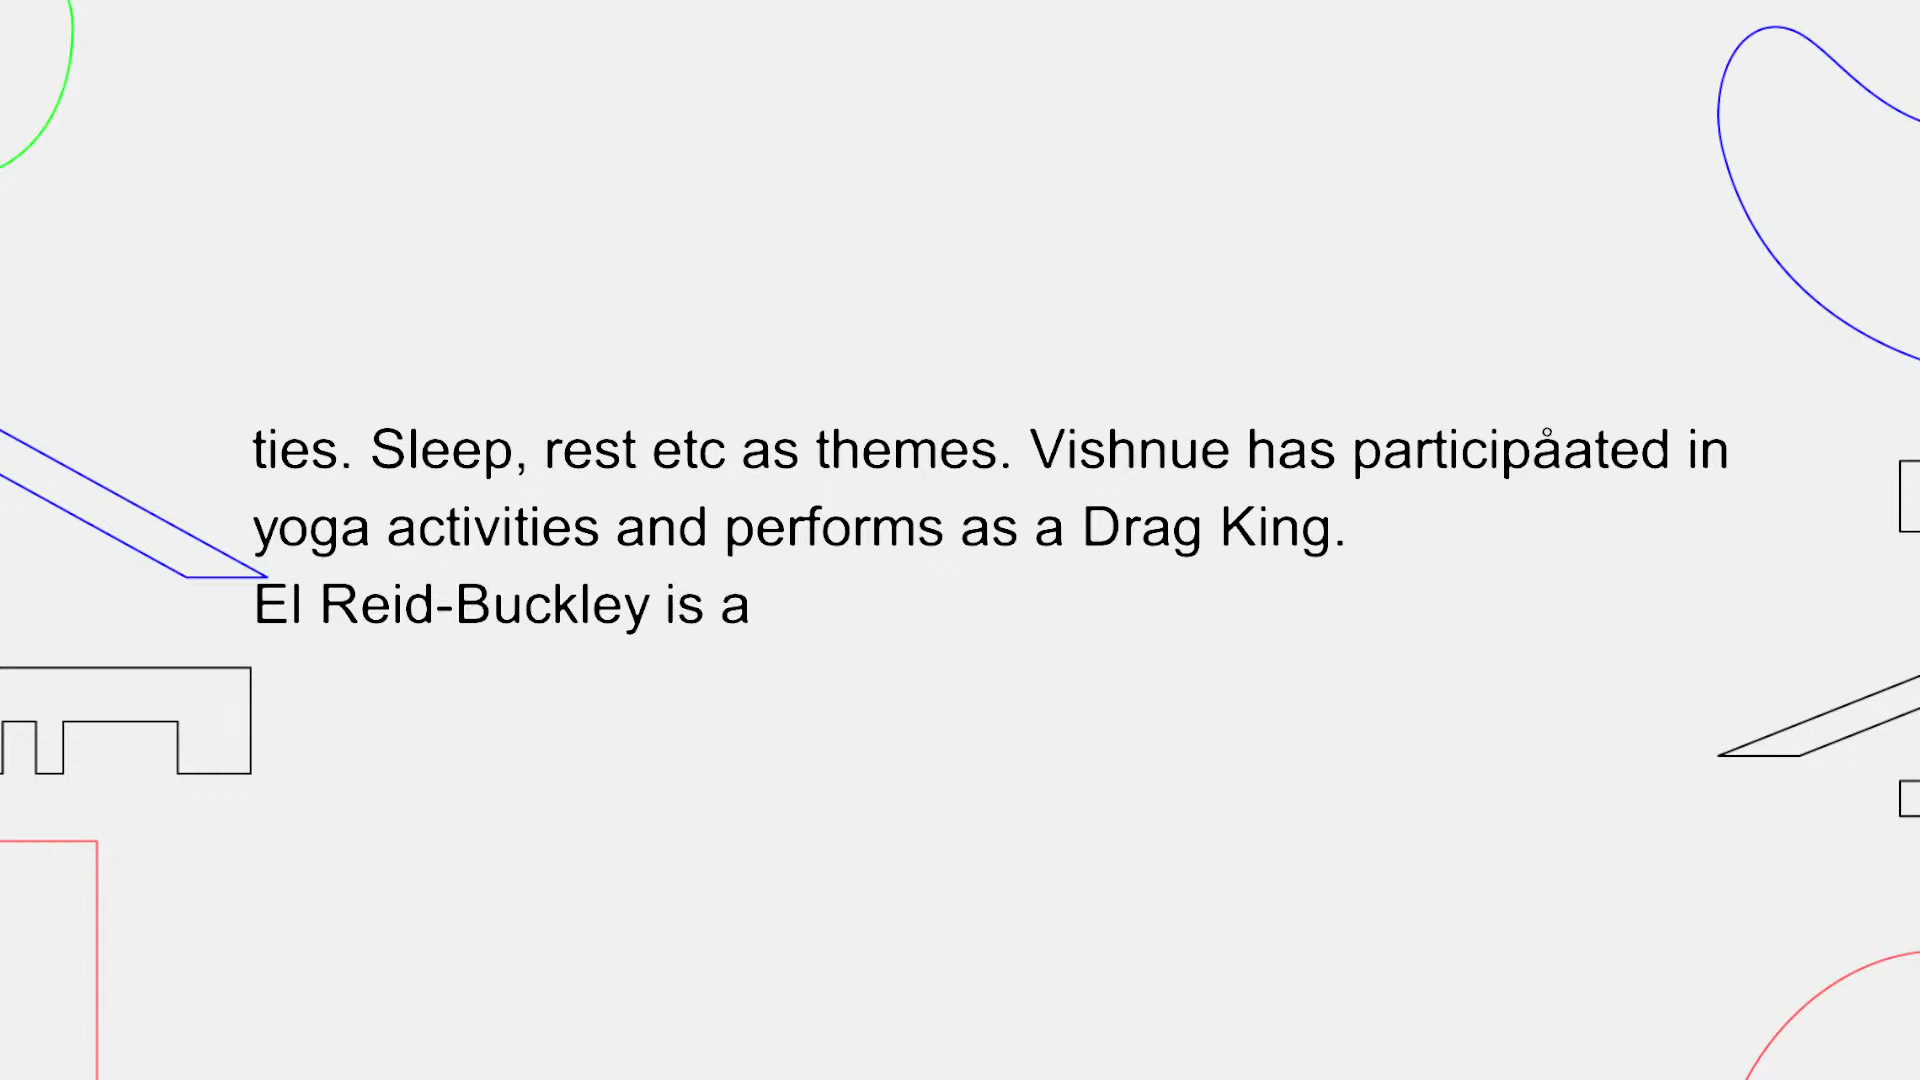 ties. Sleep, rest etc as themes. Vishnue has participåated in
yoga activities and performs as a Drag King.
El Reid-Buckley is a